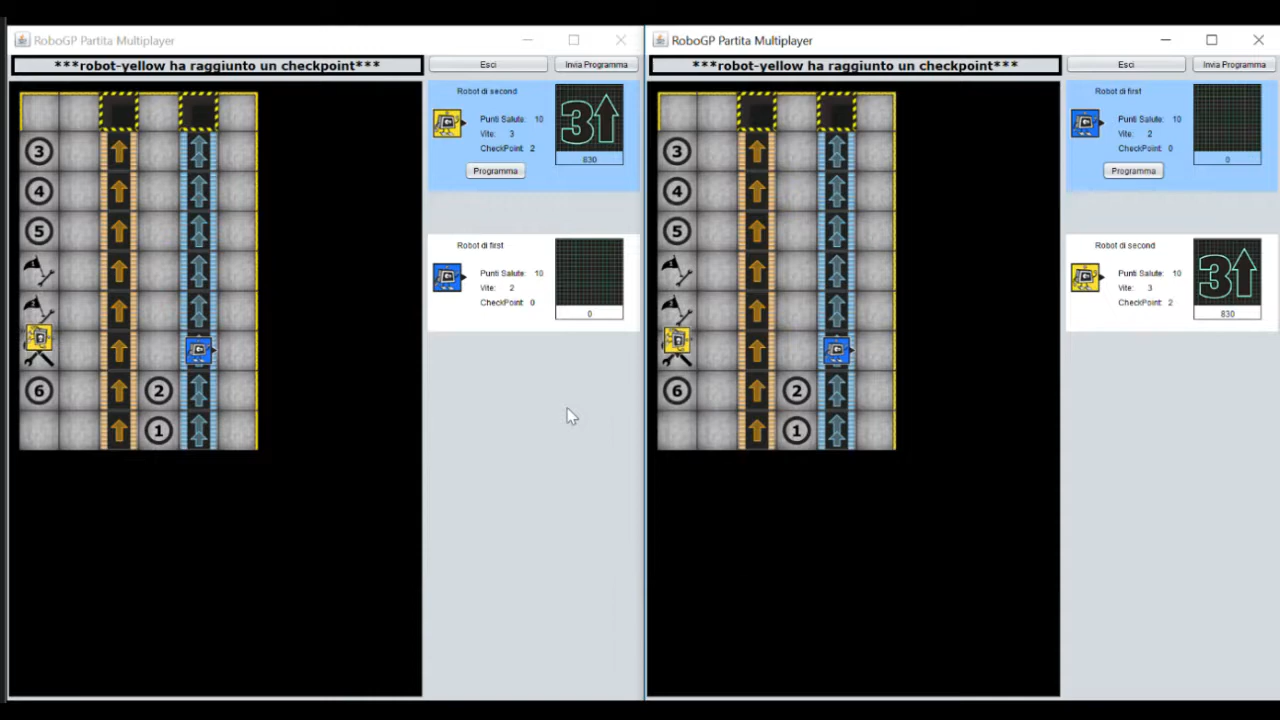 RoboGP Partita Multiplayer
***robot-yellow ha raggiunto un checkpoint***
Esci
Invia Programma
3
4
5
6
2
1
Robot di second
Punti Salute: 10
Vite: 3
CheckPoint: 2
Programma
3
830
Robot di first
Punti Salute: 10
Vite: 2
CheckPoint: 0
0
RoboGP Partita Multiplayer
***robot-yellow ha raggiunto un checkpoint***
Esci
Invia Programma
3
4
5
6
2
1
Robot di first
Punti Salute: 10
Vite: 2
CheckPoint: 0
Programma
0
Robot di second
Punti Salute: 10
Vite: 3
CheckPoint: 2
3
830